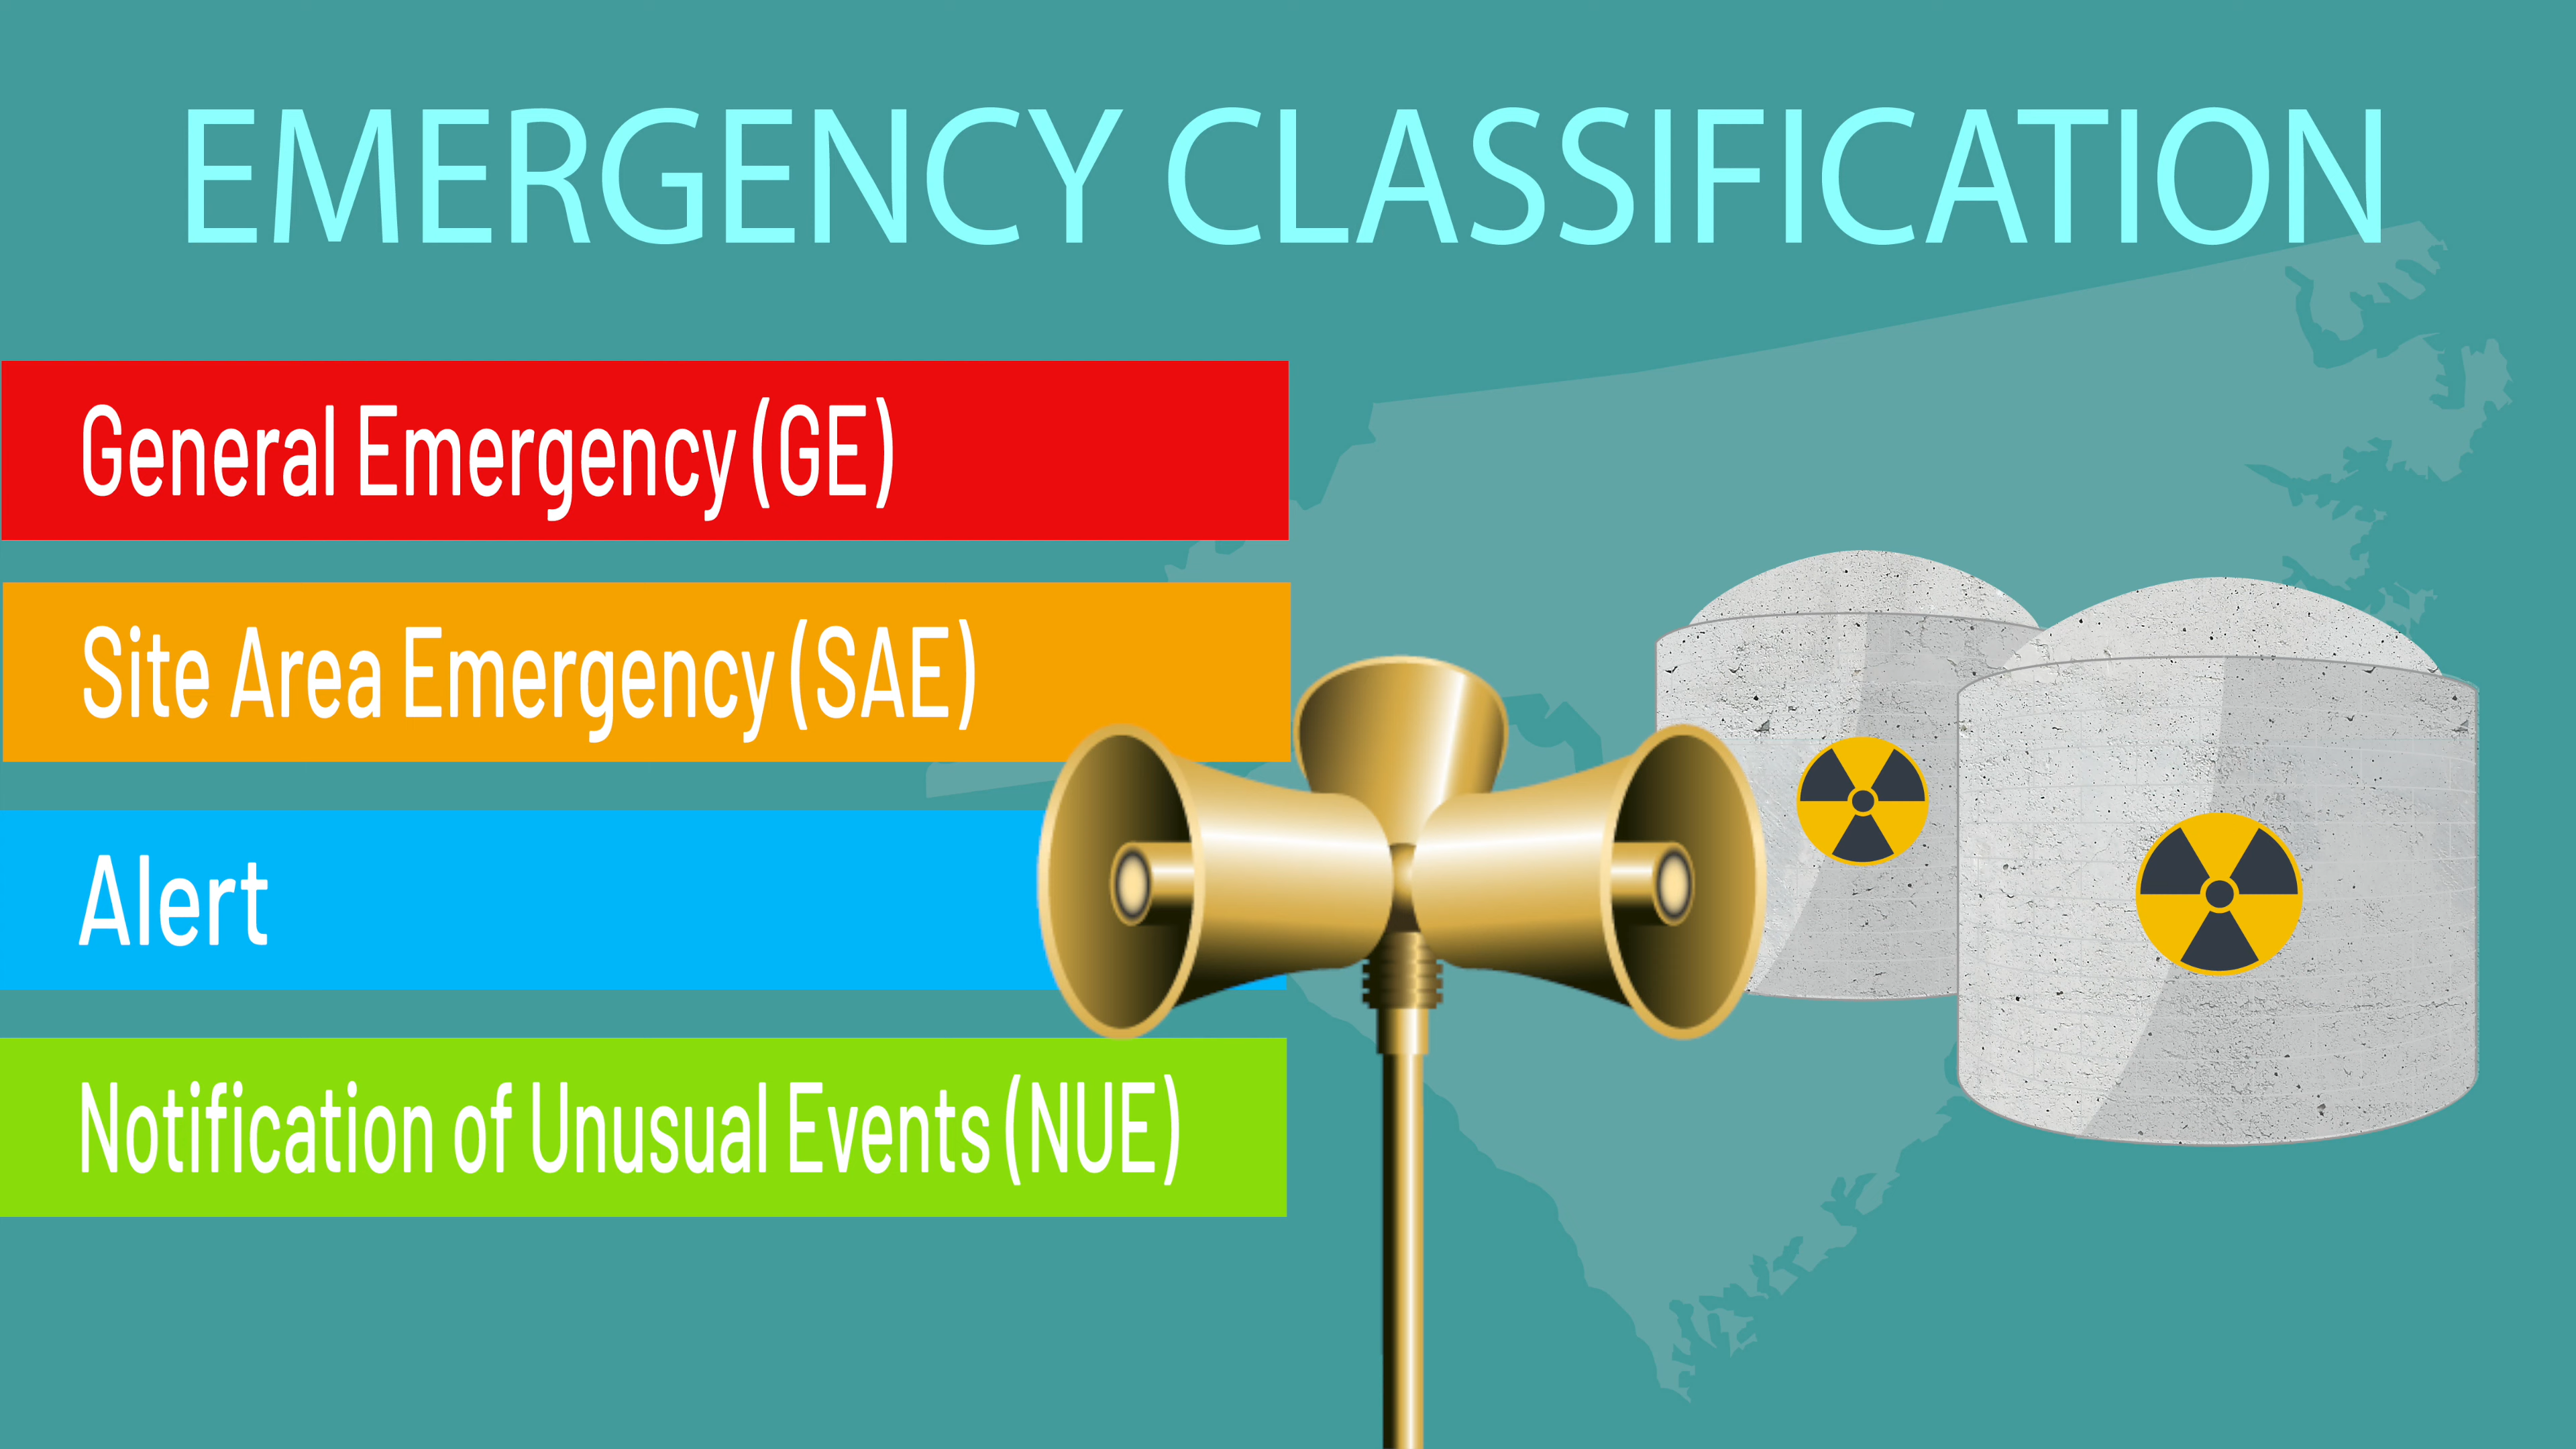 EMERGENCY CLASSIFICATION
General Emergency (GE)
Site Area Emergency (SAE)
Alert
Notification of Unusual Events (NUE)